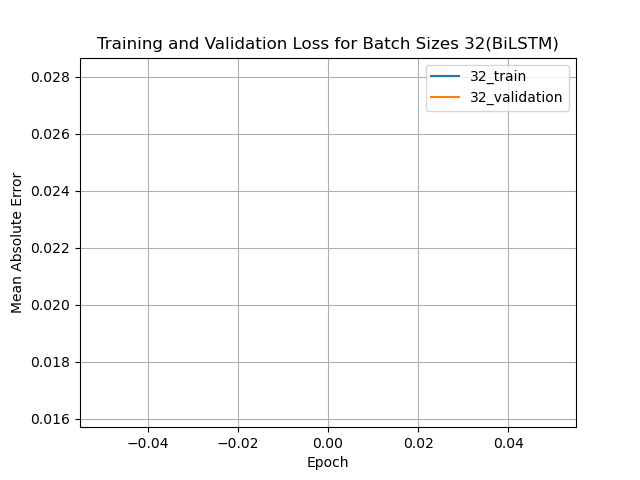 Training and Validation Loss for Batch Sizes 32(BiLSTM)
32_train
32_validation
0.028
0.026
0.024
0.022
0.020
0.018
0.016
Mean Absolute Error
−0.04
−0.02
0.00
0.02
0.04
Epoch